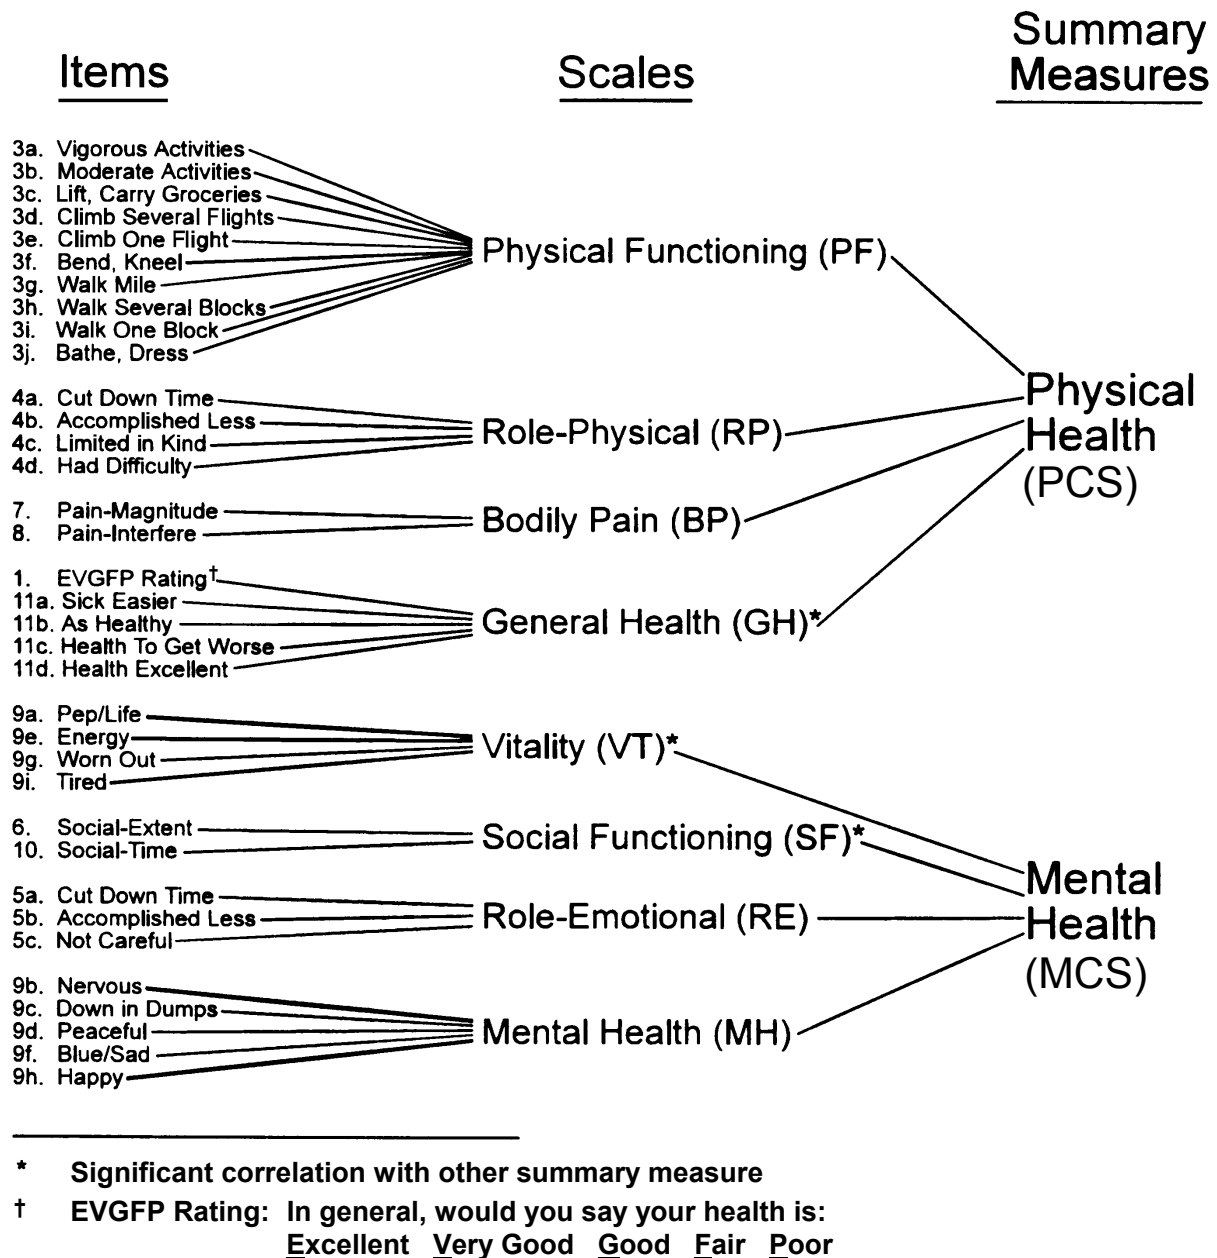 Items
Scales
Summary
Measures
3a. Vigorous Activities
3b. Moderate Activities
3c. Lift, Carry Groceries
3d. Climb Several Flights
3e. Climb One Flight
3f. Bend, Kneel
3g. Walk Mile
3h. Walk Several Blocks
3i. Walk One Block
3j. Bathe, Dress
Physical Functioning (PF)
4a. Cut Down Time
4b. Accomplished Less
4c. Limited in Kind
4d. Had Difficulty
Role-Physical (RP)
7. Pain-Magnitude
8. Pain-Interfere
Bodily Pain (BP)
1. EVGFP Rating†
11a. Sick Easier
11b. As Healthy
11c. Health To Get Worse
11d. Health Excellent
General Health (GH)*
Physical
Health
(PCS)
9a. Pep/Life
9e. Energy
9g. Worn Out
9i. Tired
Vitality (VT)*
6. Social-Extent
10. Social-Time
Social Functioning (SF)*
5a. Cut Down Time
5b. Accomplished Less
5c. Not Careful
Role-Emotional (RE)
9b. Nervous
9c. Down in Dumps
9d. Peaceful
9f. Blue/Sad
9h. Happy
Mental Health (MH)
Mental
Health
(MCS)
* Significant correlation with other summary measure
† EVGFP Rating: In general, would you say your health is:
Excellent Very Good Good Fair Poor